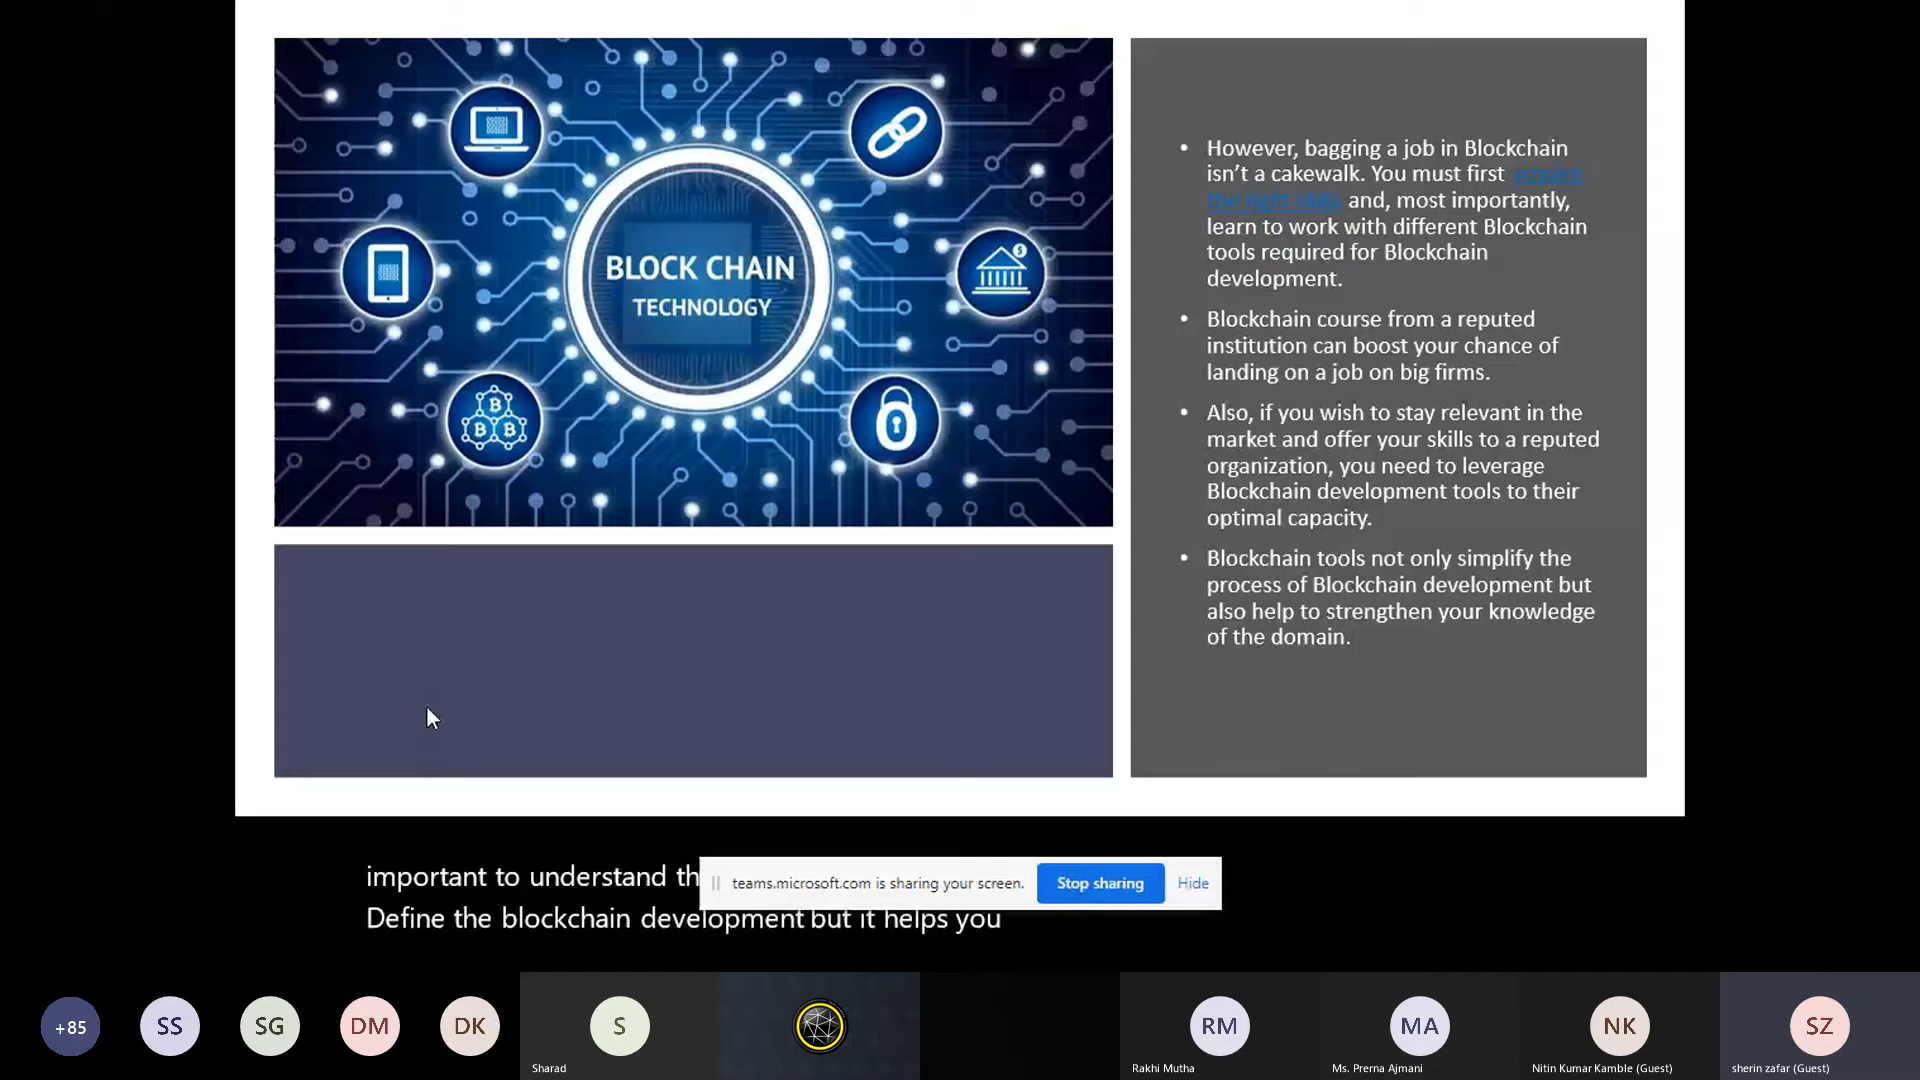 BLOCK CHAIN
TECHNOLOGY
• However, bagging a job in Blockchain
isn’t a cakewalk. You must first acquire
the right skills and, most importantly,
learn to work with different Blockchain
tools required for Blockchain
development.
• Blockchain course from a reputed
institution can boost your chance of
landing on a job on big firms.
• Also, if you wish to stay relevant in the
market and offer your skills to a reputed
organization, you need to leverage
Blockchain development tools to their
optimal capacity.
• Blockchain tools not only simplify the
process of Blockchain development but
also help to strengthen your knowledge
of the domain.
important to understand th
teams.microsoft.com is sharing your screen.
Stop sharing
Hide
Define the blockchain development but it helps you
+85
SS
SG
DM
DK
S
Sharad
RM
Rakhi Mutha
MA
Ms. Prerna Ajmani
NK
Nitin Kumar Kamble (Guest)
SZ
sherin zafar (Guest)